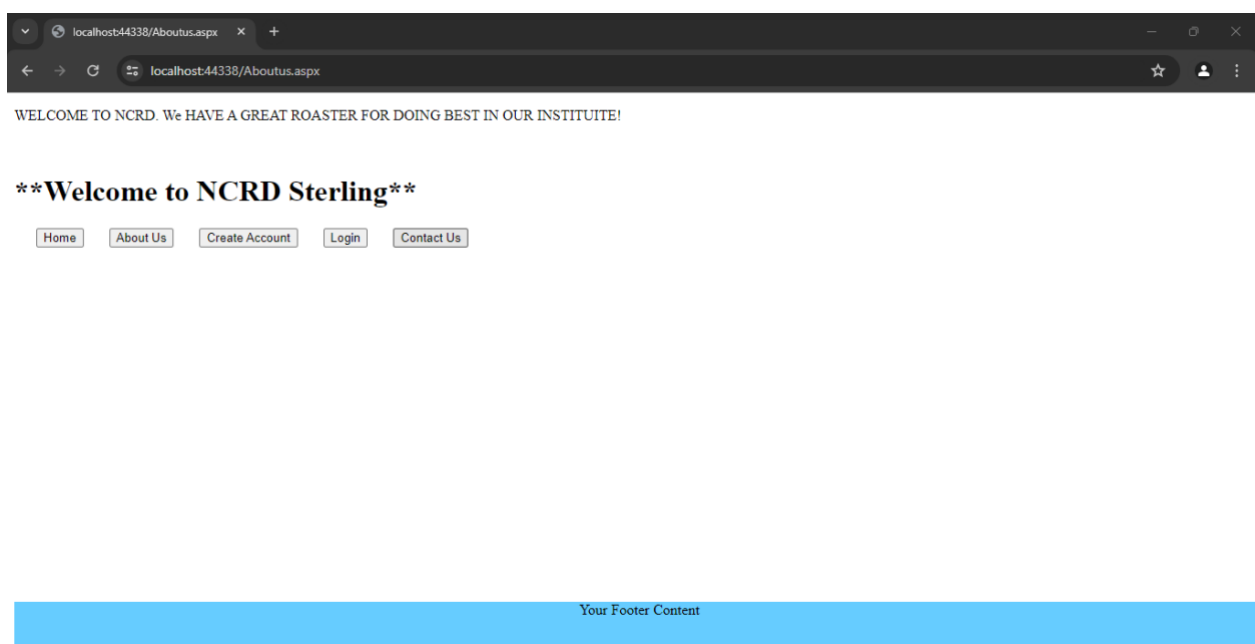 localhost:44338/Aboutus.aspx
localhost:44338/Aboutus.aspx
WELCOME TO NCRD. We HAVE A GREAT ROASTER FOR DOING BEST IN OUR INSTITUITE!
**Welcome to NCRD Sterling**
Home About Us Create Account Login Contact Us
Your Footer Content